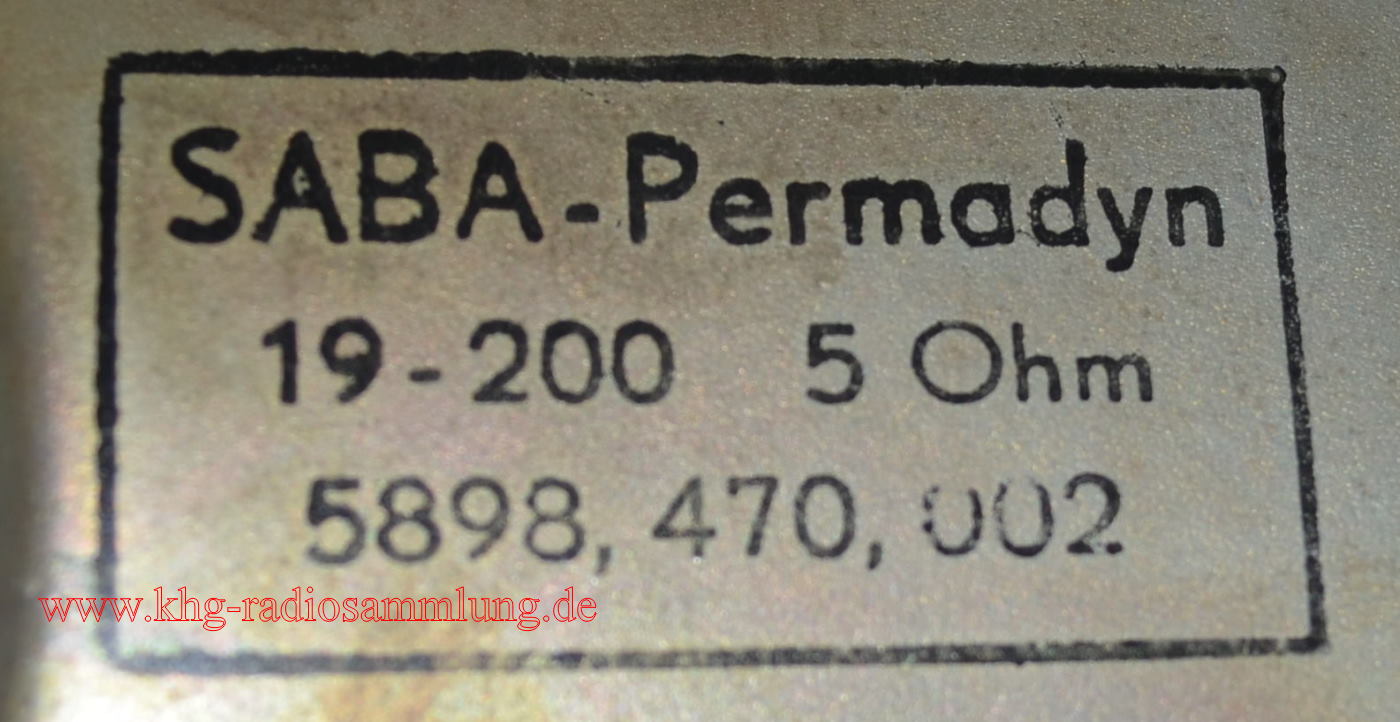 SABA-Permadyn
19-200 5 Ohm
5898, 470, 002
www.khg-radiosammlung.de